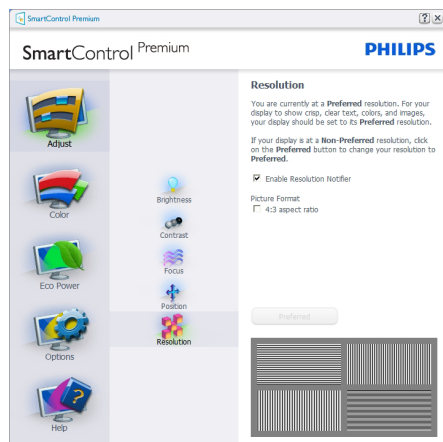 SmartControl Premium
SmartControl Premium
PHILIPS
Adjust
Color
Eco Power
Options
Help
Brightness
Contrast
Focus
Position
Resolution
Resolution
You are currently at a Preferred resolution. For your
display to show crisp, clear text, colors, and images,
your display should be set to its Preferred resolution.
If your display is at a Non-Preferred resolution, click
on the Preferred button to change your resolution to
Preferred.
Enable Resolution Notifier
Picture Format
4:3 aspect ratio
Preferred